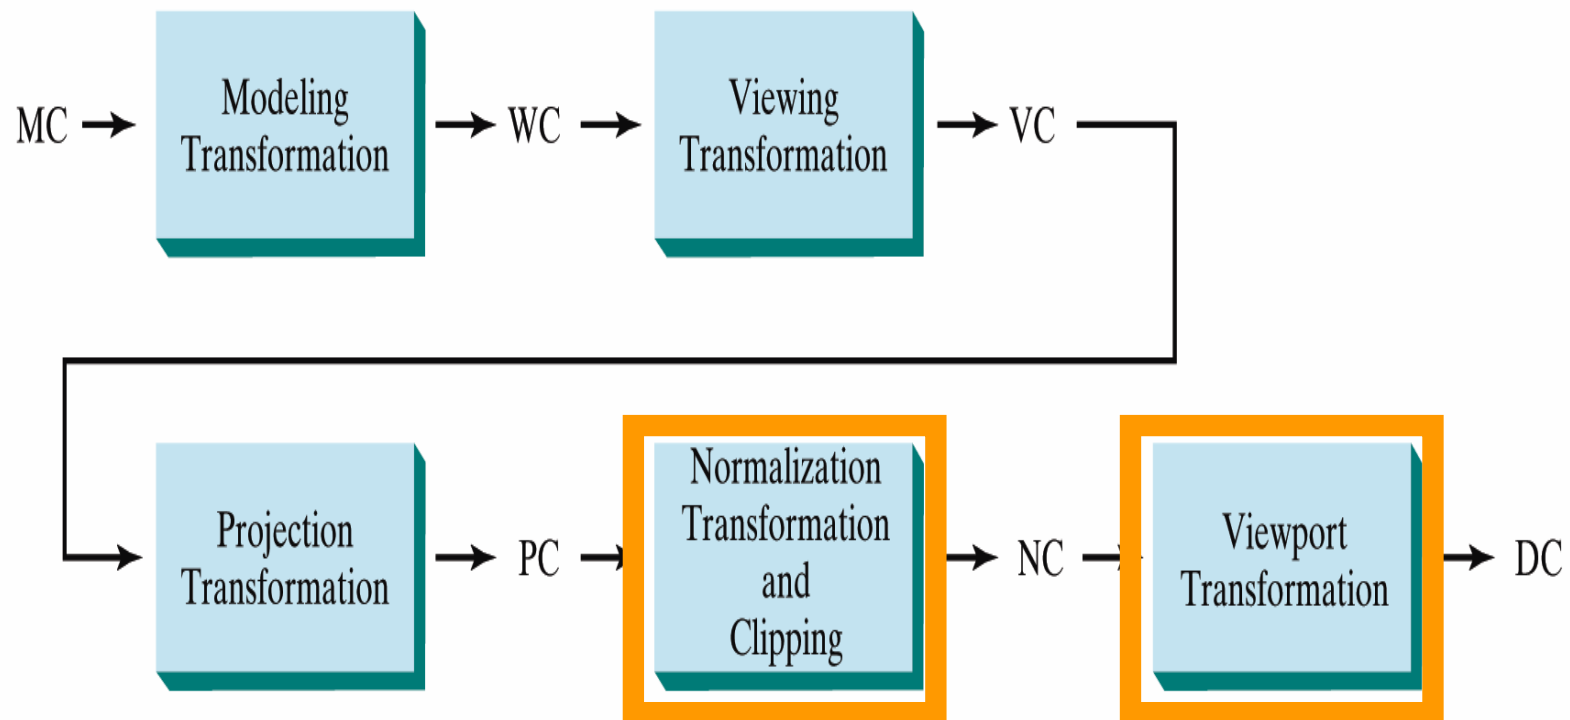 MC
Modeling
Transformation
WC
Viewing
Transformation
VC
Projection
Transformation
PC
Normalization
Transformation
and
Clipping
NC
Viewport
Transformation
DC